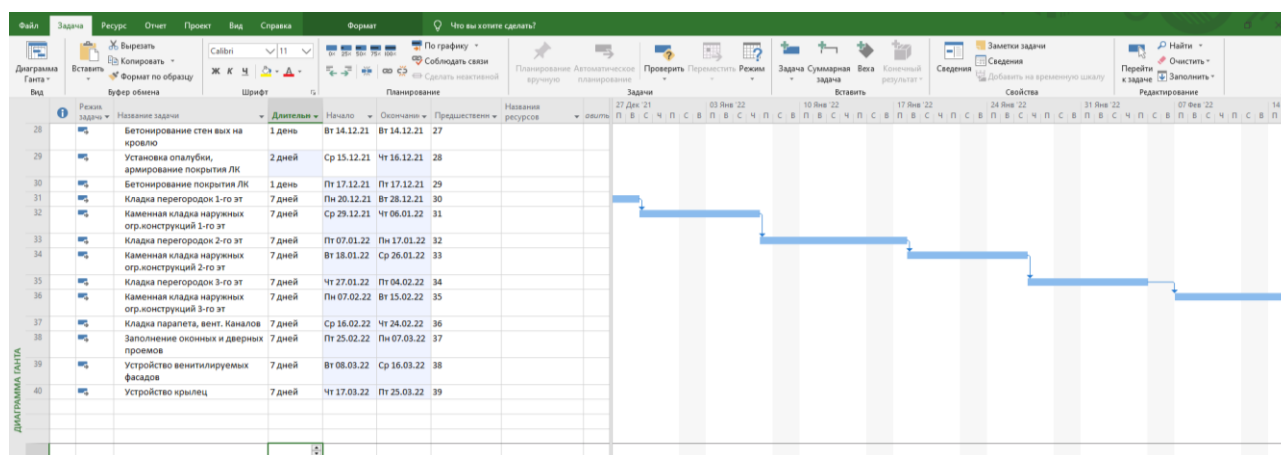 Файл Задача Ресурс Отчет Проект Вид Справка Формат Что вы хотите сделать?
Диаграмма Ганта
Вид
Вставить
Вырезать
Копировать
Формат по образцу
Буфер обмена
Calibri 11
Ж К Ч
Шрифт
0% 25% 50% 75% 100%
По графику
Соблюдать связи
Сделать неактивной
Планирование
Планирование вручную
Автоматическое планирование
Проверить Переместить Режим
Задачи
Задача Суммарная задача Веха Конечный результат
Вставить
Сведения
Заметки задачи
Сведения
Добавить на временную шкалу
Свойства
Перейти к задаче
Найти
Очистить
Заполнить
Редактирование
Режим задачи Название задачи Длительн Начало Окончани Предшественн Названия ресурсов
27 Дек '21 03 Янв '22 10 Янв '22 17 Янв '22 24 Янв '22 31 Янв '22 07 Фев '22 14
П В С Ч П С В П В С Ч П С В П В С Ч П С В П В С Ч П С В П В С Ч П С В П В С Ч П С В П В С Ч П С В П
28 Бетонирование стен вых на 1 день Вт 14.12.21 Вт 14.12.21 27
кровлю
29 Установка опалубки, 2 дней Ср 15.12.21 Чт 16.12.21 28
армирование покрытия ЛК
30 Бетонирование покрытия ЛК 1 день Пт 17.12.21 Пт 17.12.21 29
31 Кладка перегородок 1-го эт 7 дней Пн 20.12.21 Вт 28.12.21 30
32 Каменная кладка наружных 7 дней Ср 29.12.21 Чт 06.01.22 31
огр.конструкций 1-го эт
33 Кладка перегородок 2-го эт 7 дней Пт 07.01.22 Пн 17.01.22 32
34 Каменная кладка наружных 7 дней Вт 18.01.22 Ср 26.01.22 33
огр.конструкций 2-го эт
35 Кладка перегородок 3-го эт 7 дней Чт 27.01.22 Пт 04.02.22 34
36 Каменная кладка наружных 7 дней Пн 07.02.22 Вт 15.02.22 35
огр.конструкций 3-го эт
37 Кладка парапета, вент. Каналов 7 дней Ср 16.02.22 Чт 24.02.22 36
38 Заполнение оконных и дверных 7 дней Пт 25.02.22 Пн 07.03.22 37
проемов
39 Устройство венитилируемых 7 дней Вт 08.03.22 Ср 16.03.22 38
фасадов
40 Устройство крылец 7 дней Чт 17.03.22 Пт 25.03.22 39
ДИАГРАММА ГАНТА